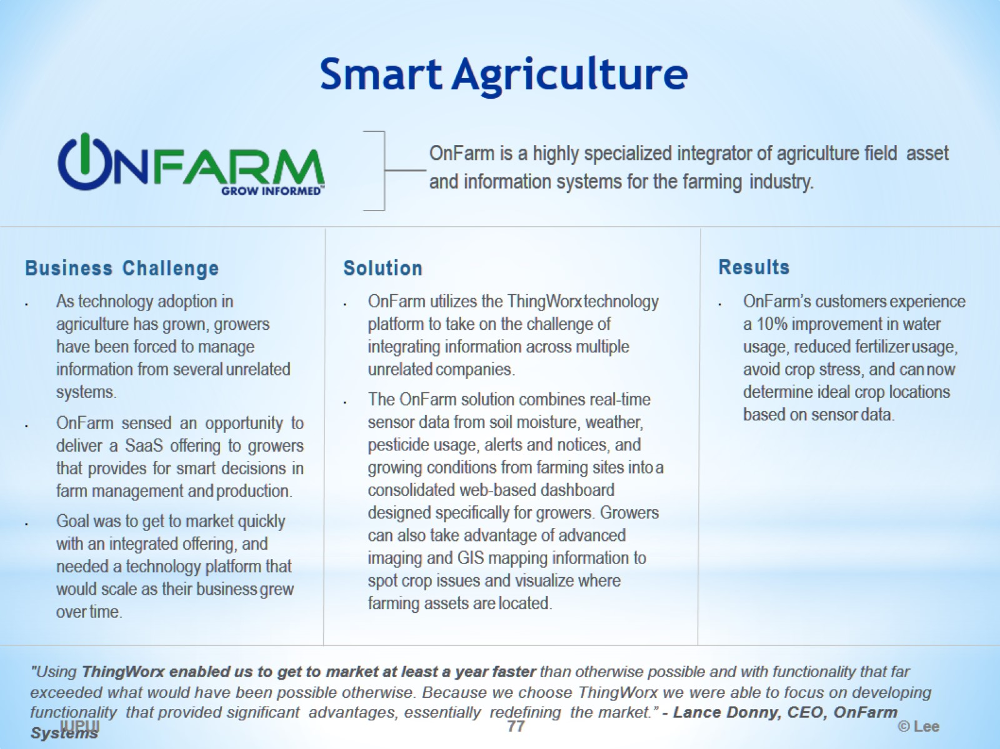 Smart Agriculture
ONFARM
GROW INFORMED™
OnFarm is a highly specialized integrator of agriculture field asset
and information systems for the farming industry.
Business Challenge
. As technology adoption in
agriculture has grown, growers
have been forced to manage
information from several unrelated
systems.
. OnFarm sensed an opportunity to
deliver a SaaS offering to growers
that provides for smart decisions in
farm management and production.
. Goal was to get to market quickly
with an integrated offering, and
needed a technology platform that
would scale as their business grew
over time.
Solution
. OnFarm utilizes the ThingWorx technology
platform to take on the challenge of
integrating information across multiple
unrelated companies.
. The OnFarm solution combines real-time
sensor data from soil moisture, weather,
pesticide usage, alerts and notices, and
growing conditions from farming sites into a
consolidated web-based dashboard
designed specifically for growers. Growers
can also take advantage of advanced
imaging and GIS mapping information to
spot crop issues and visualize where
farming assets are located.
Results
. OnFarm's customers experience
a 10% improvement in water
usage, reduced fertilizer usage,
avoid crop stress, and can now
determine ideal crop locations
based on sensor data.
"Using ThingWorx enabled us to get to market at least a year faster than otherwise possible and with functionality that far
exceeded what would have been possible otherwise. Because we choose ThingWorx we were able to focus on developing
functionality that provided significant advantages, essentially redefining the market.” - Lance Donny, CEO, OnFarm
Systems
IUPUI
77
© Lee